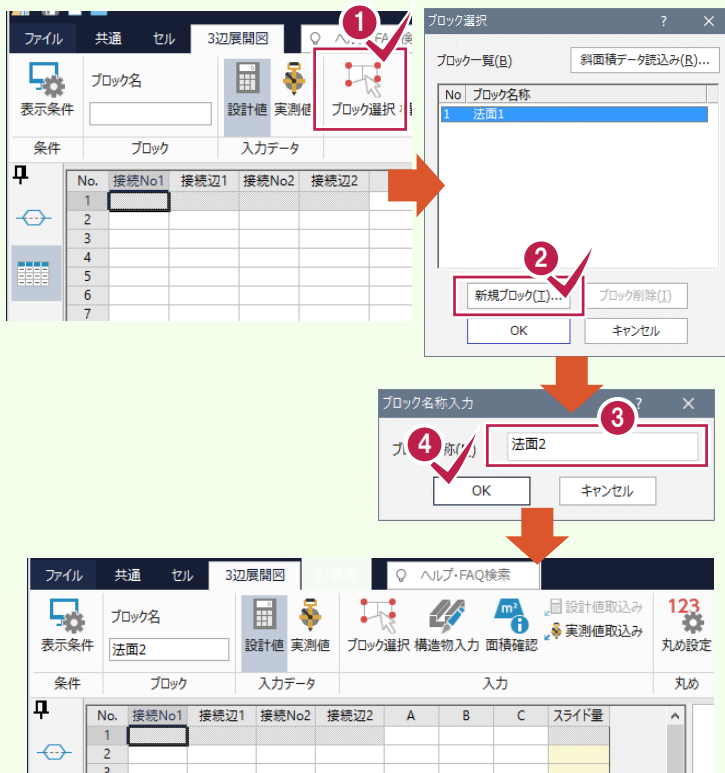 1
ファイル 共通 セル 3辺展開図
ブロック名
表示条件 設計値 実測値 ブロック選択
条件 ブロック 入力データ
No. 接続No1 接続辺1 接続No2 接続辺2
1
2
3
4
5
6
7
ブロック選択 ? ×
ブロック一覧(B) 斜面積データ読込み(R)...
No ブロック名称
1 法面1
2
新規ブロック(T)... ブロック削除(I)
OK キャンセル
ブロック名称入力 ? ×
3
4
法面2
OK キャンセル
ファイル 共通 セル 3辺展開図 ヘルプ・FAQ検索
ブロック名
法面2
表示条件 設計値 実測値 ブロック選択 構造物入力 面積確認 m² 設計値取込み 実測値取込み 123 丸め設定
条件 ブロック 入力データ 入力 丸め
No. 接続No1 接続辺1 接続No2 接続辺2 A B C スライド量
1
2
3